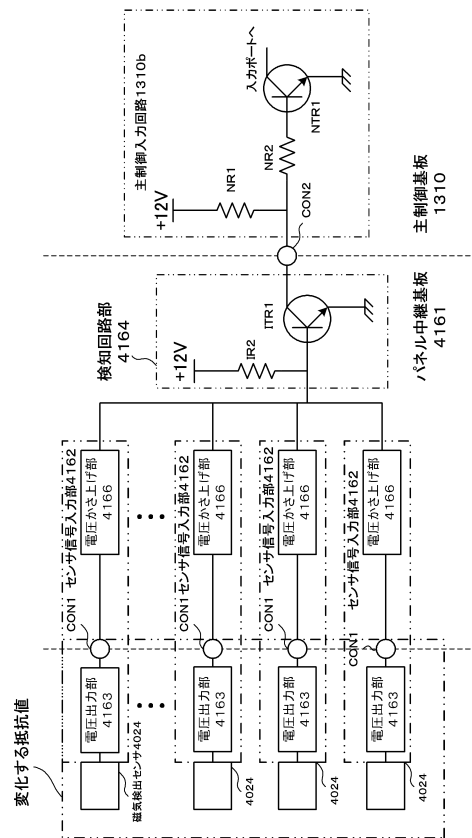 変化する抵抗値
磁気検出センサ4024
電圧出力部
4163
CON1
センサ信号入力部4162
電圧かさ上げ部
4166
4024
電圧出力部
4163
CON1
センサ信号入力部4162
電圧かさ上げ部
4166
4024
電圧出力部
4163
CON1
センサ信号入力部4162
電圧かさ上げ部
4166
4024
電圧出力部
4163
CON1
センサ信号入力部4162
電圧かさ上げ部
4166
検知回路部
4164
+12V
IR2
ITR1
パネル中継基板
4161
CON2
主制御入力回路1310b
+12V
NR1
NR2
NTR1
入力ポートへ
主制御基板
1310